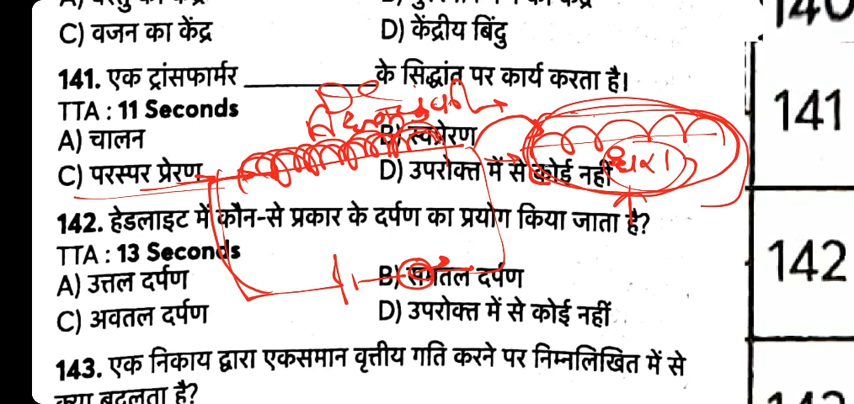 C) वजन का केंद्र D) केंद्रीय बिंदु
141. एक ट्रांसफार्मर __________ के सिद्धांत पर कार्य करता है।
TTA : 11 Seconds
A) चालन B) स्वप्रेरण
C) परस्पर प्रेरण D) उपरोक्त में से कोई नहीं
धारा
141
142. हेडलाइट में कौन-से प्रकार के दर्पण का प्रयोग किया जाता है?
TTA : 13 Seconds
A) उत्तल दर्पण B) समतल दर्पण
C) अवतल दर्पण D) उपरोक्त में से कोई नहीं
142
143. एक निकाय द्वारा एकसमान वृत्तीय गति करने पर निम्नलिखित में से
क्या बदलता है?